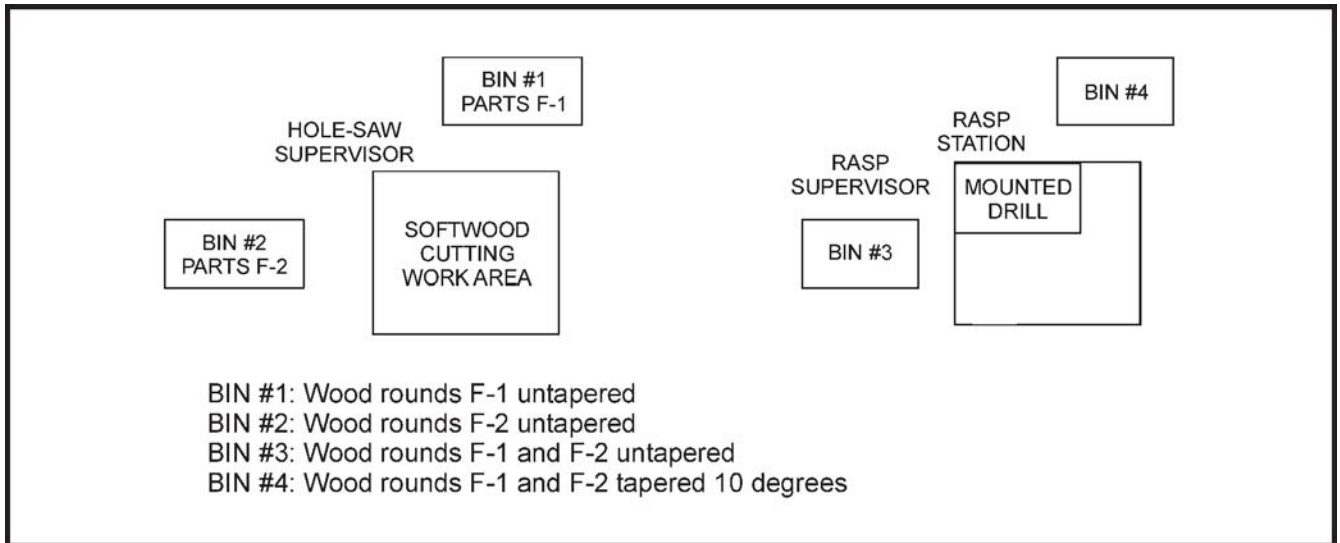 BIN #1
PARTS F-1
HOLE-SAW
SUPERVISOR
BIN #2
PARTS F-2
SOFTWOOD
CUTTING
WORK AREA
BIN #4
RASP
STATION
RASP
SUPERVISOR
MOUNTED
DRILL
BIN #3
BIN #1: Wood rounds F-1 untapered
BIN #2: Wood rounds F-2 untapered
BIN #3: Wood rounds F-1 and F-2 untapered
BIN #4: Wood rounds F-1 and F-2 tapered 10 degrees